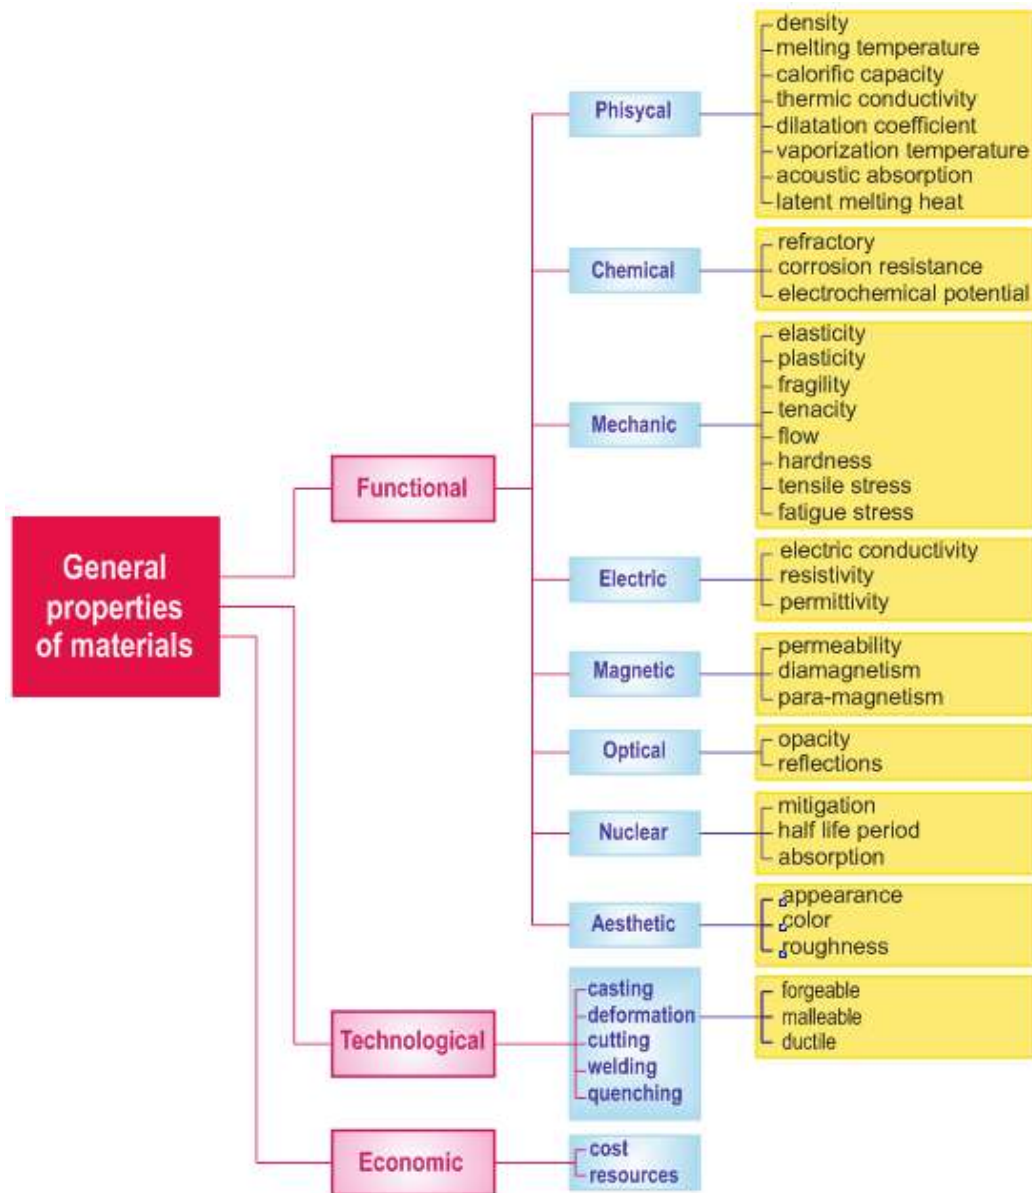 General
properties
of materials
Functional
Phisycal
density
melting temperature
calorific capacity
thermic conductivity
dilatation coefficient
vaporization temperature
acoustic absorption
latent melting heat
Chemical
refractory
corrosion resistance
electrochemical potential
Mechanic
elasticity
plasticity
fragility
tenacity
flow
hardness
tensile stress
fatigue stress
Electric
electric conductivity
resistivity
permittivity
Magnetic
permeability
diamagnetism
para-magnetism
Optical
opacity
reflections
Nuclear
mitigation
half life period
absorption
Aesthetic
appearance
color
roughness
Technological
casting
deformation
cutting
welding
quenching
forgeable
malleable
ductile
Economic
cost
resources